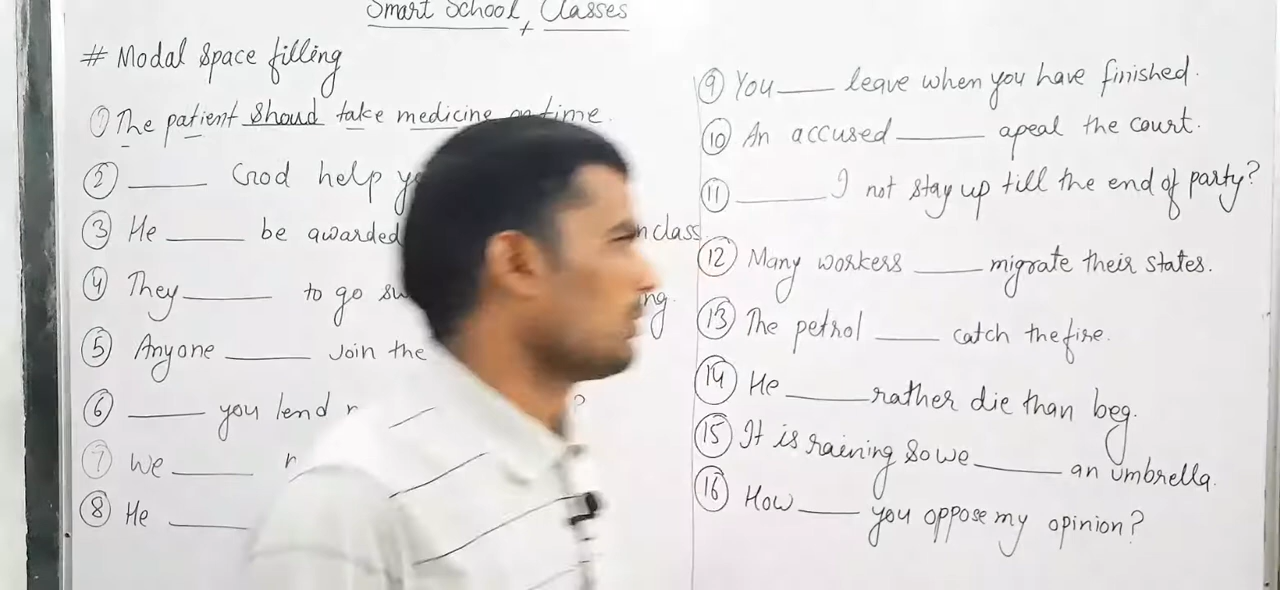 Smart School Classes
# Modal Space filling
① The patient Shoud take medicine on time.
② ____ God help
③ He ____ be awarded class.
④ They ____ to go
⑤ Anyone ____ Join the
⑥ ____ you lend ?
⑦ We ____
⑧ He ____
⑨ You ____ leave when you have finished.
⑩ An accused ____ apeal the court.
⑪ ____ I not stay up till the end of party?
⑫ Many workers ____ migrate their states.
⑬ The petrol ____ catch the fire.
⑭ He ____ rather die than beg.
⑮ It is raining so we ____ an umbrella.
⑯ How ____ you oppose my opinion?